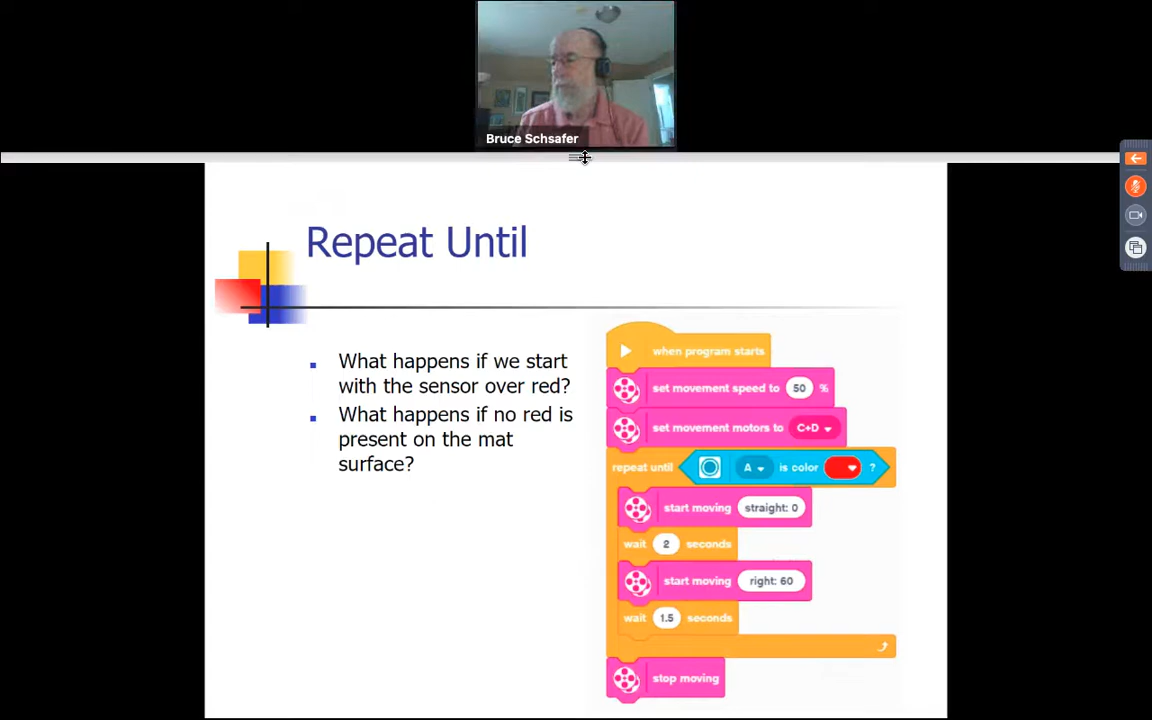 Bruce Schsafer
Repeat Until
What happens if we start
with the sensor over red?
What happens if no red is
present on the mat
surface?
when program starts
set movement speed to 50 %
set movement motors to C+D
repeat until A is color ?
start moving straight: 0
wait 2 seconds
start moving right: 60
wait 1.5 seconds
stop moving